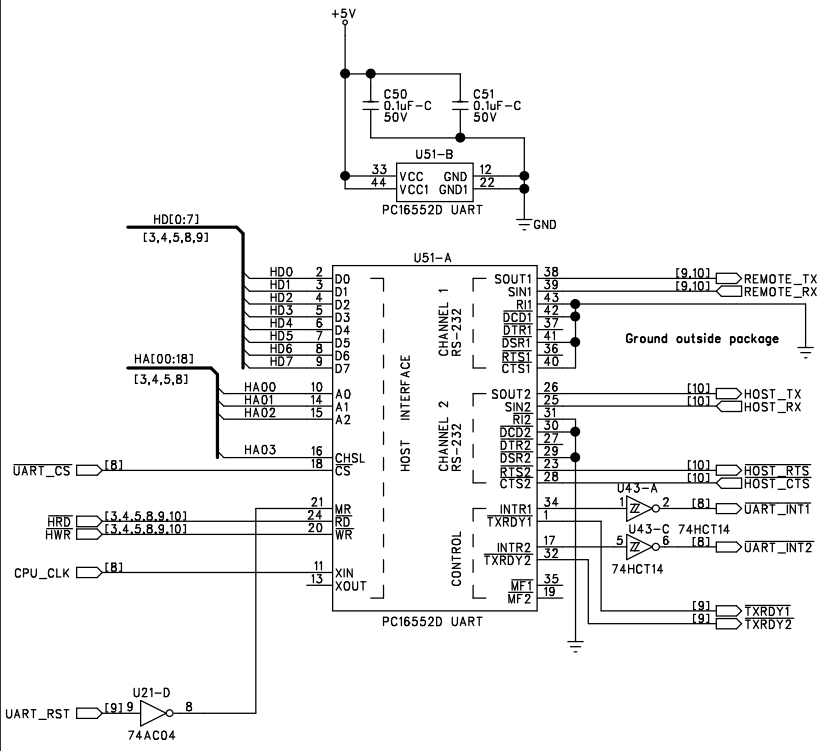 +5V
C50
0.1uF-C
50V
C51
0.1uF-C
50V
U51-B
33 VCC GND 12
44 VCC1 GND1 22
PC16552D UART
GND
HD[0:7]
[3,4,5,8,9]
U51-A
HD0 2 D0
HD1 3 D1
HD2 4 D2
HD3 5 D3
HD4 6 D4
HD5 7 D5
HD6 8 D6
HD7 9 D7
HA[00:18]
[3,4,5,8]
HA00 10 A0
HA01 14 A1
HA02 15 A2
HA03 16 CHSL
UART_CS [8] 18 CS
21 MR
HRD [3,4,5,8,9,10] 24 RD
HWR [3,4,5,8,9,10] 20 WR
CPU_CLK [8] 11 XIN
13 XOUT
HOST INTERFACE
CHANNEL 1
RS-232
SOUT1 38 [9,10] REMOTE_TX
SIN1 39 [9,10] REMOTE_RX
RI1 43
DCD1 42
DTR1 37
DSR1 41
RTS1 36
CTS1 40
Ground outside package
CHANNEL 2
RS-232
SOUT2 26 [10] HOST_TX
SIN2 25 [10] HOST_RX
RI2 31
DCD2 30
DTR2 27
DSR2 29
RTS2 23 [10] HOST_RTS
CTS2 28 [10] HOST_CTS
CONTROL
U43-A
INTR1 34 1 2 [8] UART_INT1
TXRDY1 1
U43-C 74HCT14
INTR2 17 5 6 [8] UART_INT2
TXRDY2 32
74HCT14
MF1 35
MF2 19
[9] TXRDY1
[9] TXRDY2
PC16552D UART
U21-D
UART_RST [9] 9 8
74AC04